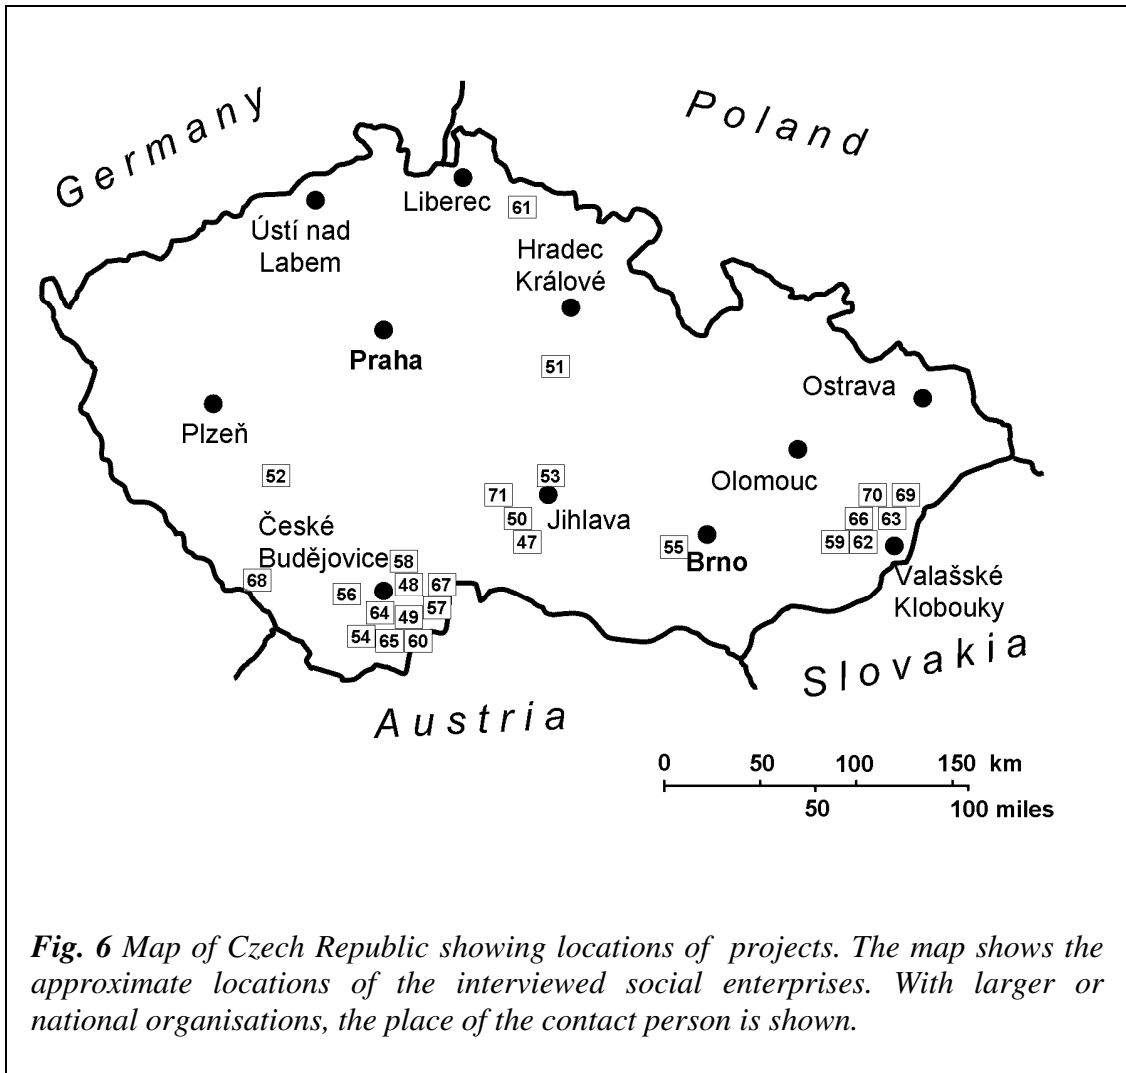 Germany
Poland
Liberec
61
Ústí nad
Labem
Hradec
Králové
Praha
51
Ostrava
Plzeň
52
53
Olomouc
71
70
69
50
Jihlava
66
63
47
59
62
České
Budějovice
58
55
Brno
68
56
48
67
Valašské
Klobouky
64
49
57
54
65
60
Slovakia
Austria
0 50 100 150 km
50 100 miles
Fig. 6 Map of Czech Republic showing locations of projects. The map shows the
approximate locations of the interviewed social enterprises. With larger or
national organisations, the place of the contact person is shown.